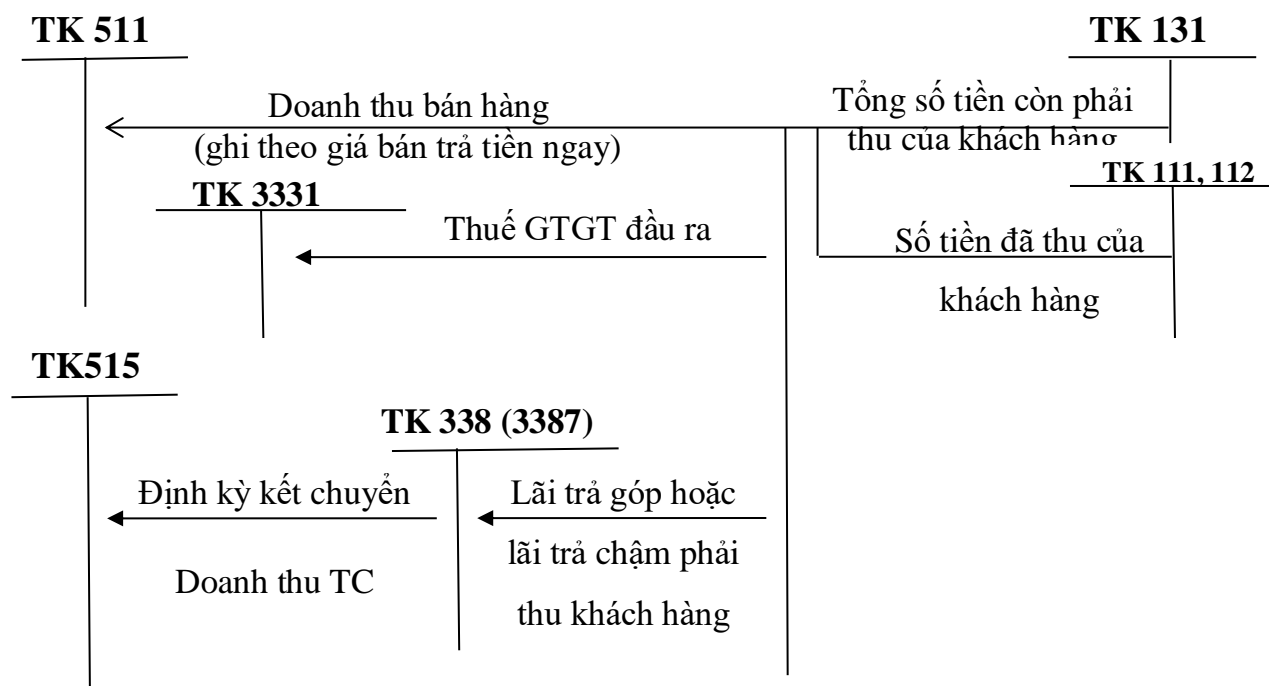 TK 511
TK 131
Doanh thu bán hàng
(ghi theo giá bán trả tiền ngay)
Tổng số tiền còn phải
thu của khách hàng
TK 111, 112
TK 3331
Thuế GTGT đầu ra
Số tiền đã thu của
khách hàng
TK515
TK 338 (3387)
Định kỳ kết chuyển
Doanh thu TC
Lãi trả góp hoặc
lãi trả chậm phải
thu khách hàng